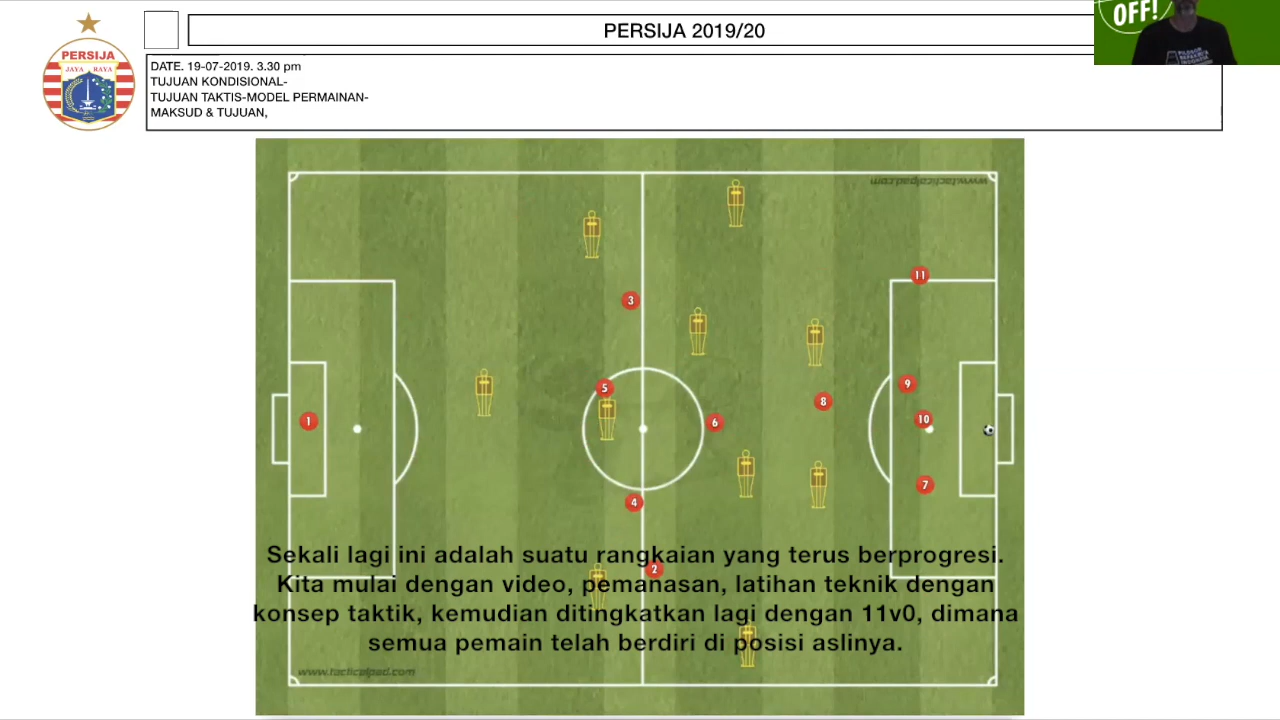 PERSIJA 2019/20
OFF!
PERSIJA
JAYA RAYA
DATE. 19-07-2019. 3.30 pm
TUJUAN KONDISIONAL-
TUJUAN TAKTIS-MODEL PERMAINAN-
MAKSUD & TUJUAN,
www.tacticalpad.com
11
3
9
5
8
1
10
6
7
4
2
Sekali lagi ini adalah suatu rangkaian yang terus berprogresi.
Kita mulai dengan video, pemanasan, latihan teknik dengan
konsep taktik, kemudian ditingkatkan lagi dengan 11v0, dimana
semua pemain telah berdiri di posisi aslinya.
www.tacticalpad.com